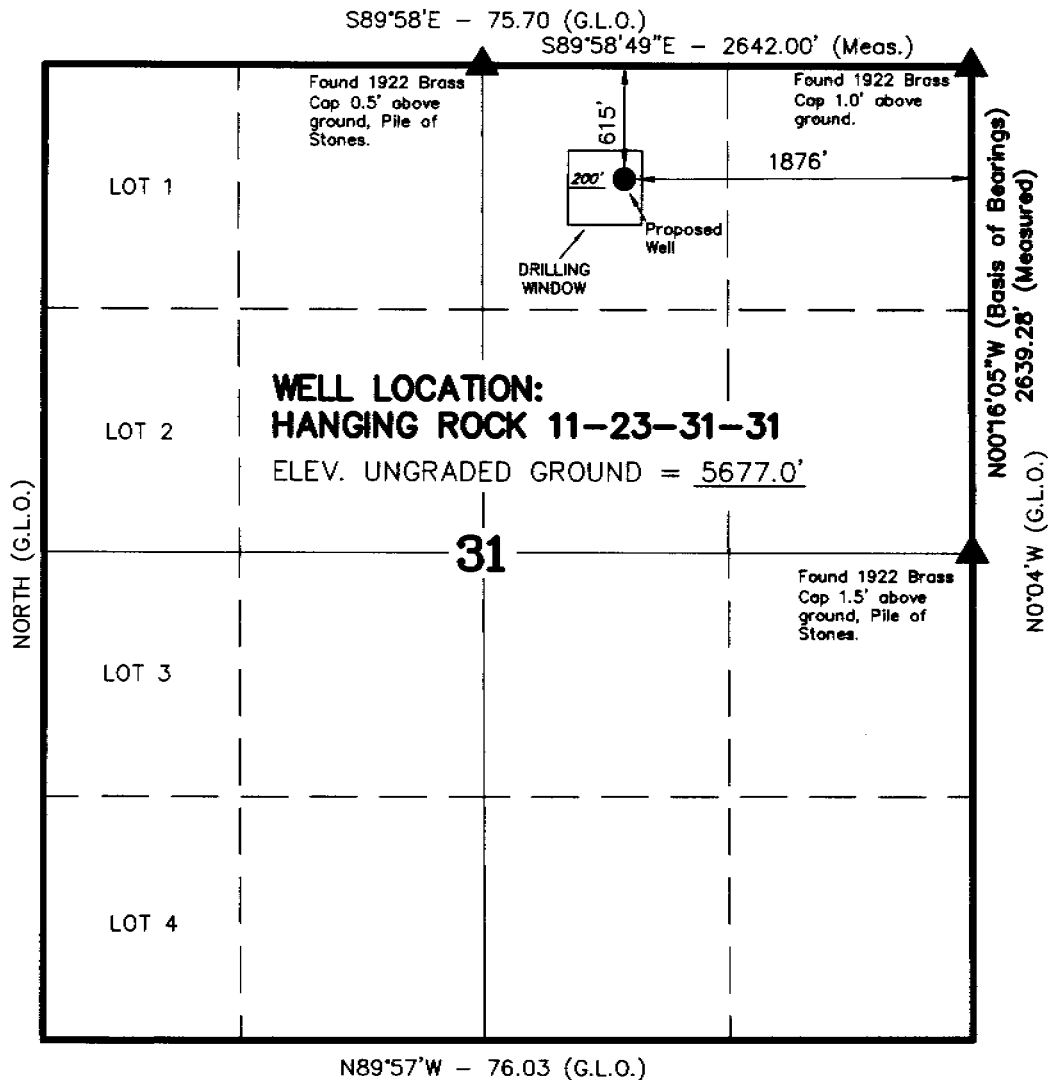 S89°58'E - 75.70 (G.L.O.)
S89°58'49"E - 2642.00' (Meas.)
Found 1922 Brass
Cap 0.5' above
ground, Pile of
Stones.
Found 1922 Brass
Cap 1.0' above
ground.
615'
1876'
LOT 1
200'
Proposed
Well
DRILLING
WINDOW
N00°16'05"W (Basis of Bearings)
2639.28' (Measured)
WELL LOCATION:
HANGING ROCK 11-23-31-31
LOT 2
ELEV. UNGRADED GROUND = 5677.0'
NORTH (G.L.O.)
N0°04'W (G.L.O.)
31
Found 1922 Brass
Cap 1.5' above
ground, Pile of
Stones.
LOT 3
LOT 4
N89°57'W - 76.03 (G.L.O.)